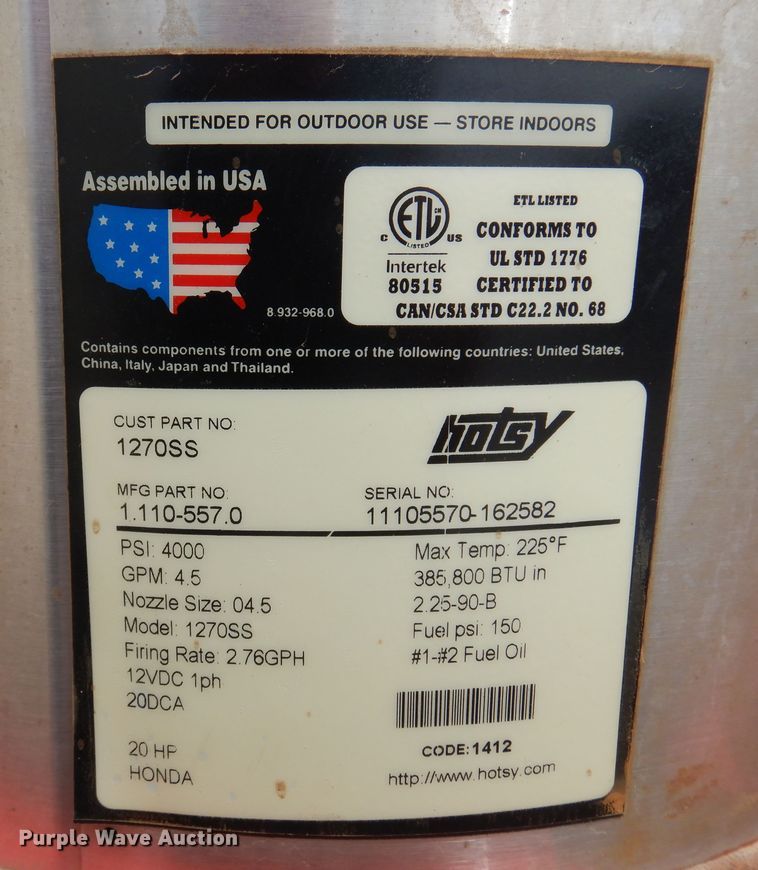 INTENDED FOR OUTDOOR USE — STORE INDOORS
Assembled in USA
8.932-968.0
ETL CM
LISTED
C US
Intertek
80515
ETL LISTED
CONFORMS TO
UL STD 1776
CERTIFIED TO
CAN/CSA STD C22.2 NO. 68
Contains components from one or more of the following countries: United States,
China, Italy, Japan and Thailand.
CUST PART NO:
1270SS
hotsy
MFG PART NO:
1.110-557.0
SERIAL NO:
11105570-162582
PSI: 4000
GPM: 4.5
Nozzle Size: 04.5
Model: 1270SS
Firing Rate: 2.76GPH
12VDC 1ph
20DCA
20 HP
HONDA
Max Temp: 225°F
385,800 BTU in
2.25-90-B
Fuel psi: 150
#1-#2 Fuel Oil
CODE:1412
http://www.hotsy.com
Purple Wave Auction